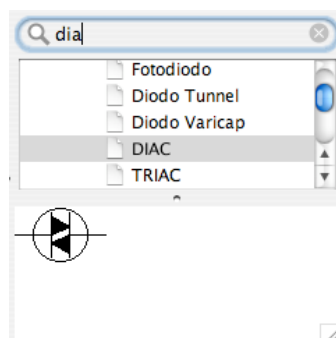 dia
Fotodiodo
Diodo Tunnel
Diodo Varicap
DIAC
TRIAC